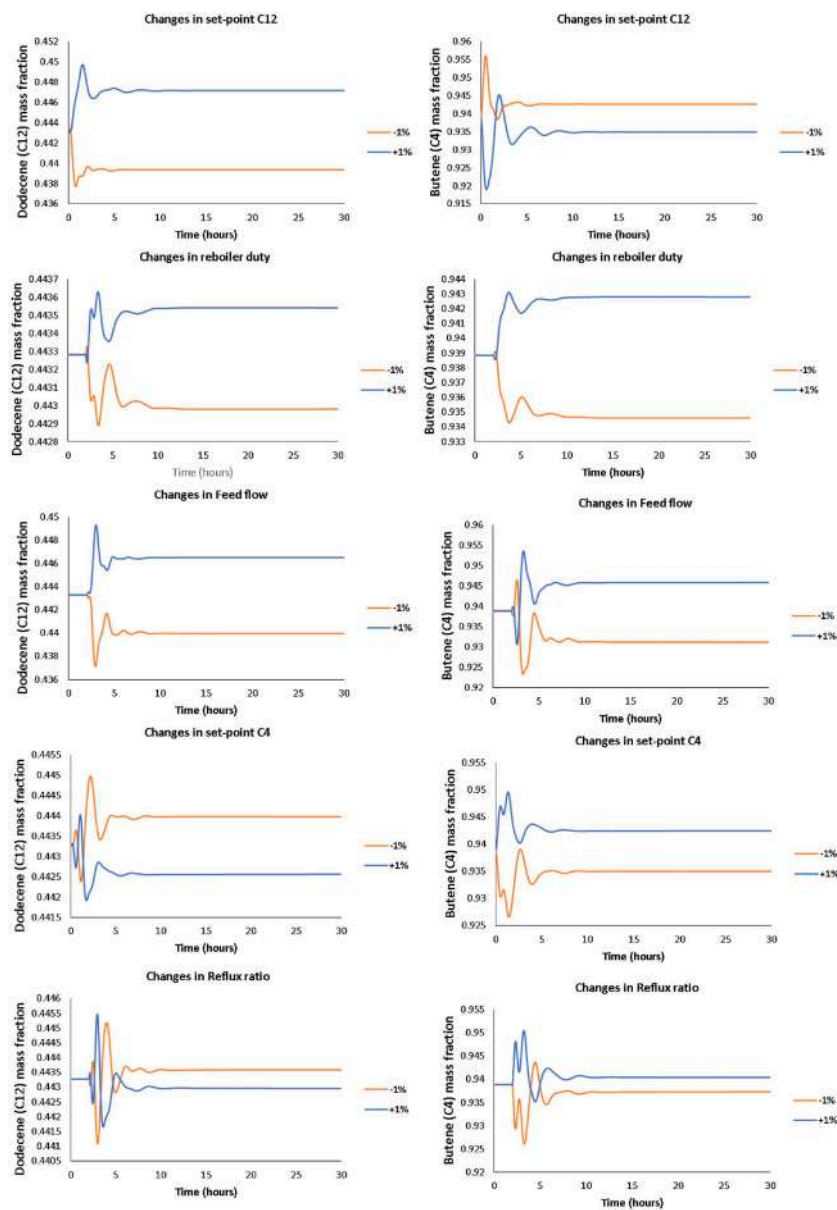 Changes in set-point C12
Dodecene (C12) mass fraction
0.452
0.45
0.448
0.446
0.444
0.442
0.44
0.438
0.436
0 5 10 15 20 25 30
Time (hours)
-1%
+1%
Changes in set-point C12
Butene (C4) mass fraction
0.96
0.955
0.95
0.945
0.94
0.935
0.93
0.925
0.92
0.915
0 5 10 15 20 25 30
Time (hours)
-1%
+1%
Changes in reboiler duty
Dodecene (C12) mass fraction
0.4437
0.4436
0.4435
0.4434
0.4433
0.4432
0.4431
0.443
0.4429
0.4428
0 5 10 15 20 25 30
Time (hours)
-1%
+1%
Changes in reboiler duty
Butene (C4) mass fraction
0.944
0.943
0.942
0.941
0.94
0.939
0.938
0.937
0.936
0.935
0.934
0.933
0 5 10 15 20 25 30
Time (hours)
-1%
+1%
Changes in Feed flow
Dodecene (C12) mass fraction
0.45
0.448
0.446
0.444
0.442
0.44
0.438
0.436
0 5 10 15 20 25 30
Time (hours)
-1%
+1%
Changes in Feed flow
Butene (C4) mass fraction
0.96
0.955
0.95
0.945
0.94
0.935
0.93
0.925
0.92
0 5 10 15 20 25 30
Time (hours)
-1%
+1%
Changes in set-point C4
Dodecene (C12) mass fraction
0.4455
0.445
0.4445
0.444
0.4435
0.443
0.4425
0.442
0.4415
0 5 10 15 20 25 30
Time (hours)
-1%
+1%
Changes in set-point C4
Butene (C4) mass fraction
0.955
0.95
0.945
0.94
0.935
0.93
0.925
0 5 10 15 20 25 30
Time (hours)
-1%
+1%
Changes in Reflux ratio
Dodecene (C12) mass fraction
0.446
0.4455
0.445
0.4445
0.444
0.4435
0.443
0.4425
0.442
0.4415
0.441
0.4405
0 5 10 15 20 25 30
Time (hours)
-1%
+1%
Changes in Reflux ratio
Butene (C4) mass fraction
0.955
0.95
0.945
0.94
0.935
0.93
0.925
0.92
0 5 10 15 20 25 30
Time (hours)
-1%
+1%